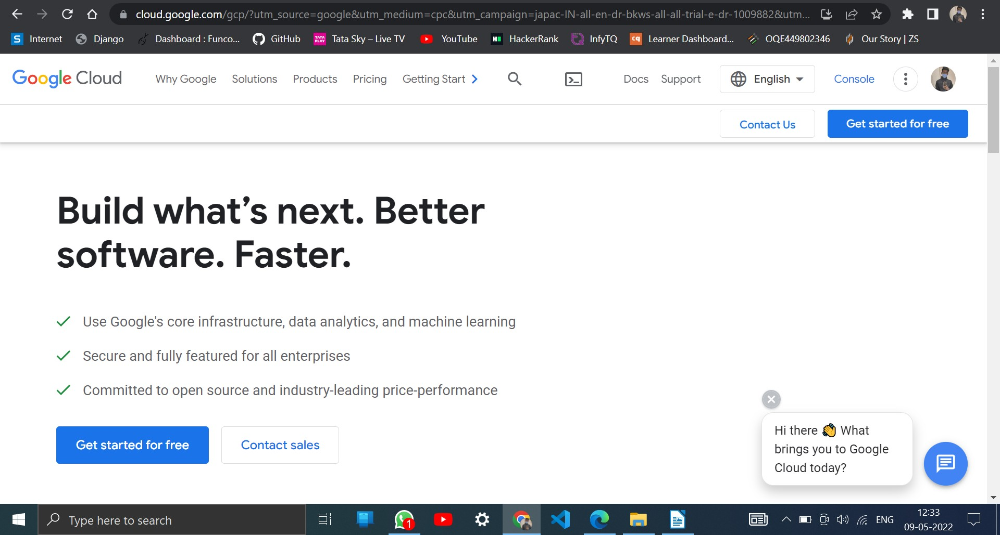 cloud.google.com/gcp/?utm_source=google&utm_medium=cpc&utm_campaign=japac-IN-all-en-dr-bkws-all-all-trial-e-dr-1009882&utm...
S Internet Django Dashboard : Funco... GitHub TATA PLAY Tata Sky – Live TV YouTube H HackerRank InfyTQ cq Learner Dashboard... OQE449802346 Our Story | ZS
Google Cloud Why Google Solutions Products Pricing Getting Start Docs Support English Console
Contact Us Get started for free
Build what’s next. Better
software. Faster.
Use Google's core infrastructure, data analytics, and machine learning
Secure and fully featured for all enterprises
Committed to open source and industry-leading price-performance
Get started for free Contact sales
Hi there 👋 What
brings you to Google
Cloud today?
Type here to search 1 ENG 12:33
09-05-2022